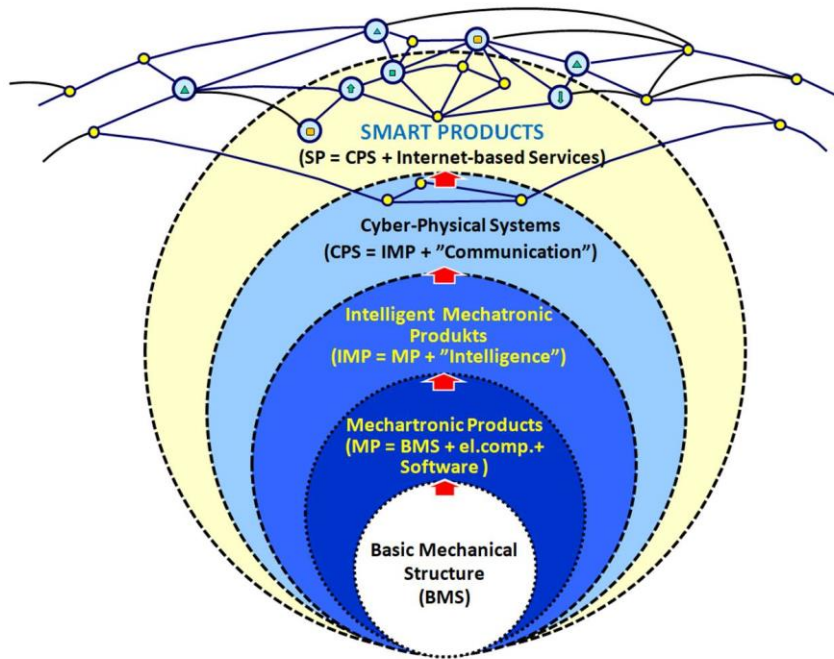 SMART PRODUCTS
(SP = CPS + Internet-based Services)
Cyber-Physical Systems
(CPS = IMP + ”Communication”)
Intelligent Mechatronic
Produkts
(IMP = MP + ”Intelligence”)
Mechartronic Products
(MP = BMS + el.comp.+
Software )
Basic Mechanical
Structure
(BMS)